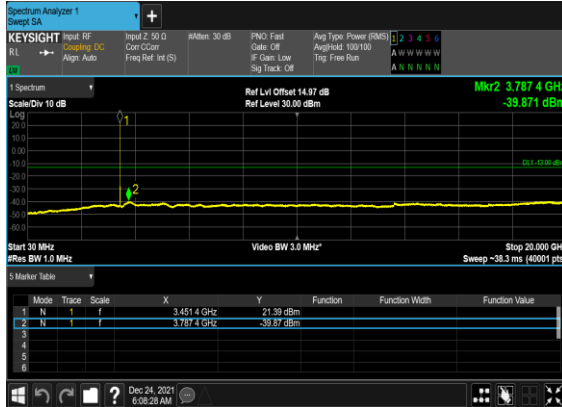 Spectrum Analyzer 1
Swept SA
KEYSIGHT
RL
Input: RF
Coupling: DC
Align: Auto
Input Z: 50 Ω
Corr CCorr
Freq Ref: Int (S)
#Atten: 30 dB
PNO: Fast
Gate: Off
IF Gain: Low
Sig Track: Off
Avg Type: Power (RMS)
Avg|Hold: 100/100
Trig: Free Run
1 2 3 4 5 6
A W W W W W
A N N N N N
1 Spectrum
Scale/Div 10 dB
Ref Lvl Offset 14.97 dB
Ref Level 30.00 dBm
Mkr2 3.787 4 GHz
-39.871 dBm
Log
20.0
10.0
0.00
-10.0
-20.0
-30.0
-40.0
-50.0
-60.0
1
2
DL1 -13.00 dBm
Start 30 MHz
#Res BW 1.0 MHz
Video BW 3.0 MHz*
Stop 20.000 GHz
Sweep ~38.3 ms (40001 pts
5 Marker Table
Mode Trace Scale X Y Function Function Width Function Value
1 N 1 f 3.451 4 GHz 21.39 dBm
2 N 1 f 3.787 4 GHz -39.87 dBm
3
4
5
6
Dec 24, 2021
6:08:28 AM